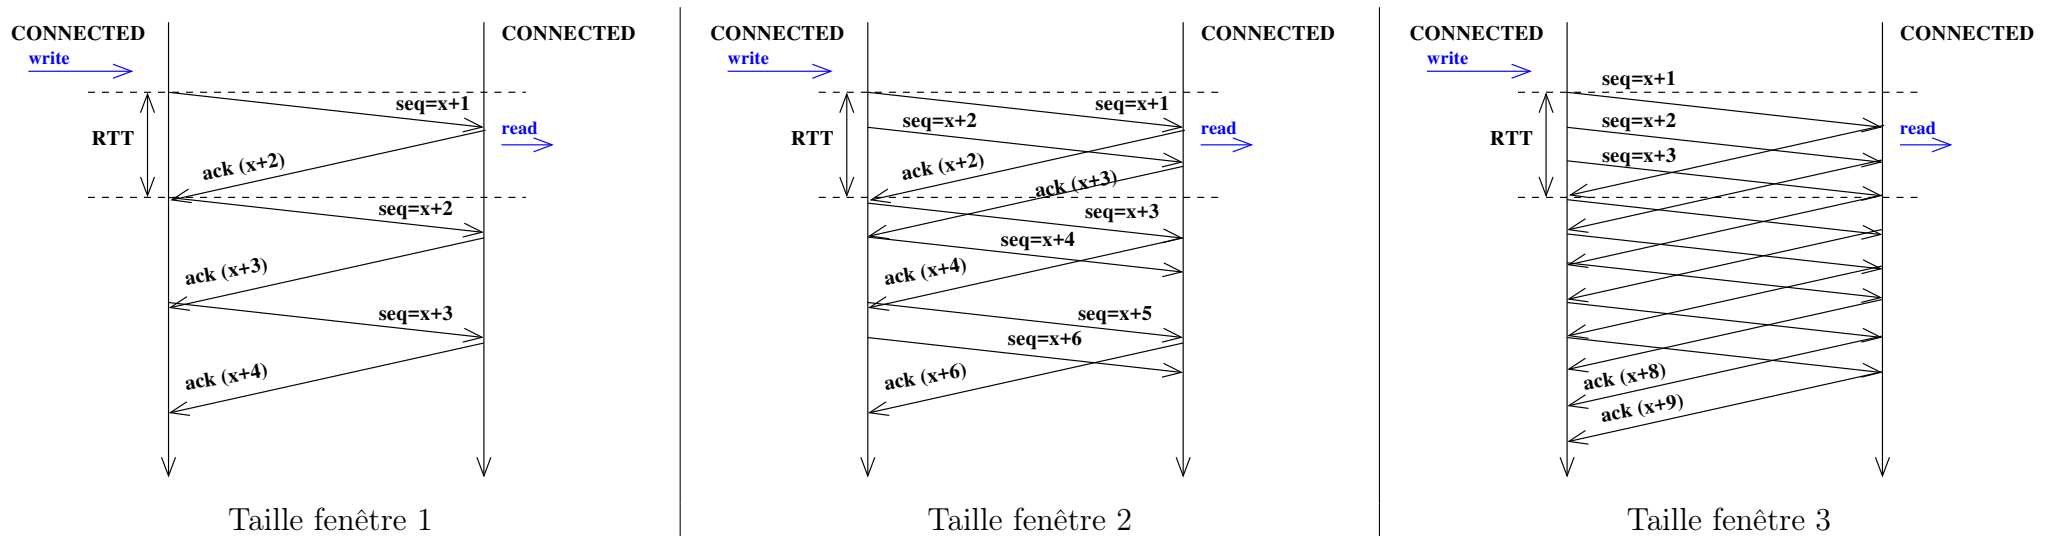 CONNECTED
CONNECTED
write
seq=x+1
read
RTT
ack (x+2)
seq=x+2
ack (x+3)
seq=x+3
ack (x+4)
Taille fenêtre 1
CONNECTED
CONNECTED
write
seq=x+1
seq=x+2
read
RTT
ack (x+2)
ack (x+3)
seq=x+3
seq=x+4
ack (x+4)
seq=x+5
seq=x+6
ack (x+6)
Taille fenêtre 2
CONNECTED
CONNECTED
write
seq=x+1
seq=x+2
read
RTT
seq=x+3
ack (x+8)
ack (x+9)
Taille fenêtre 3